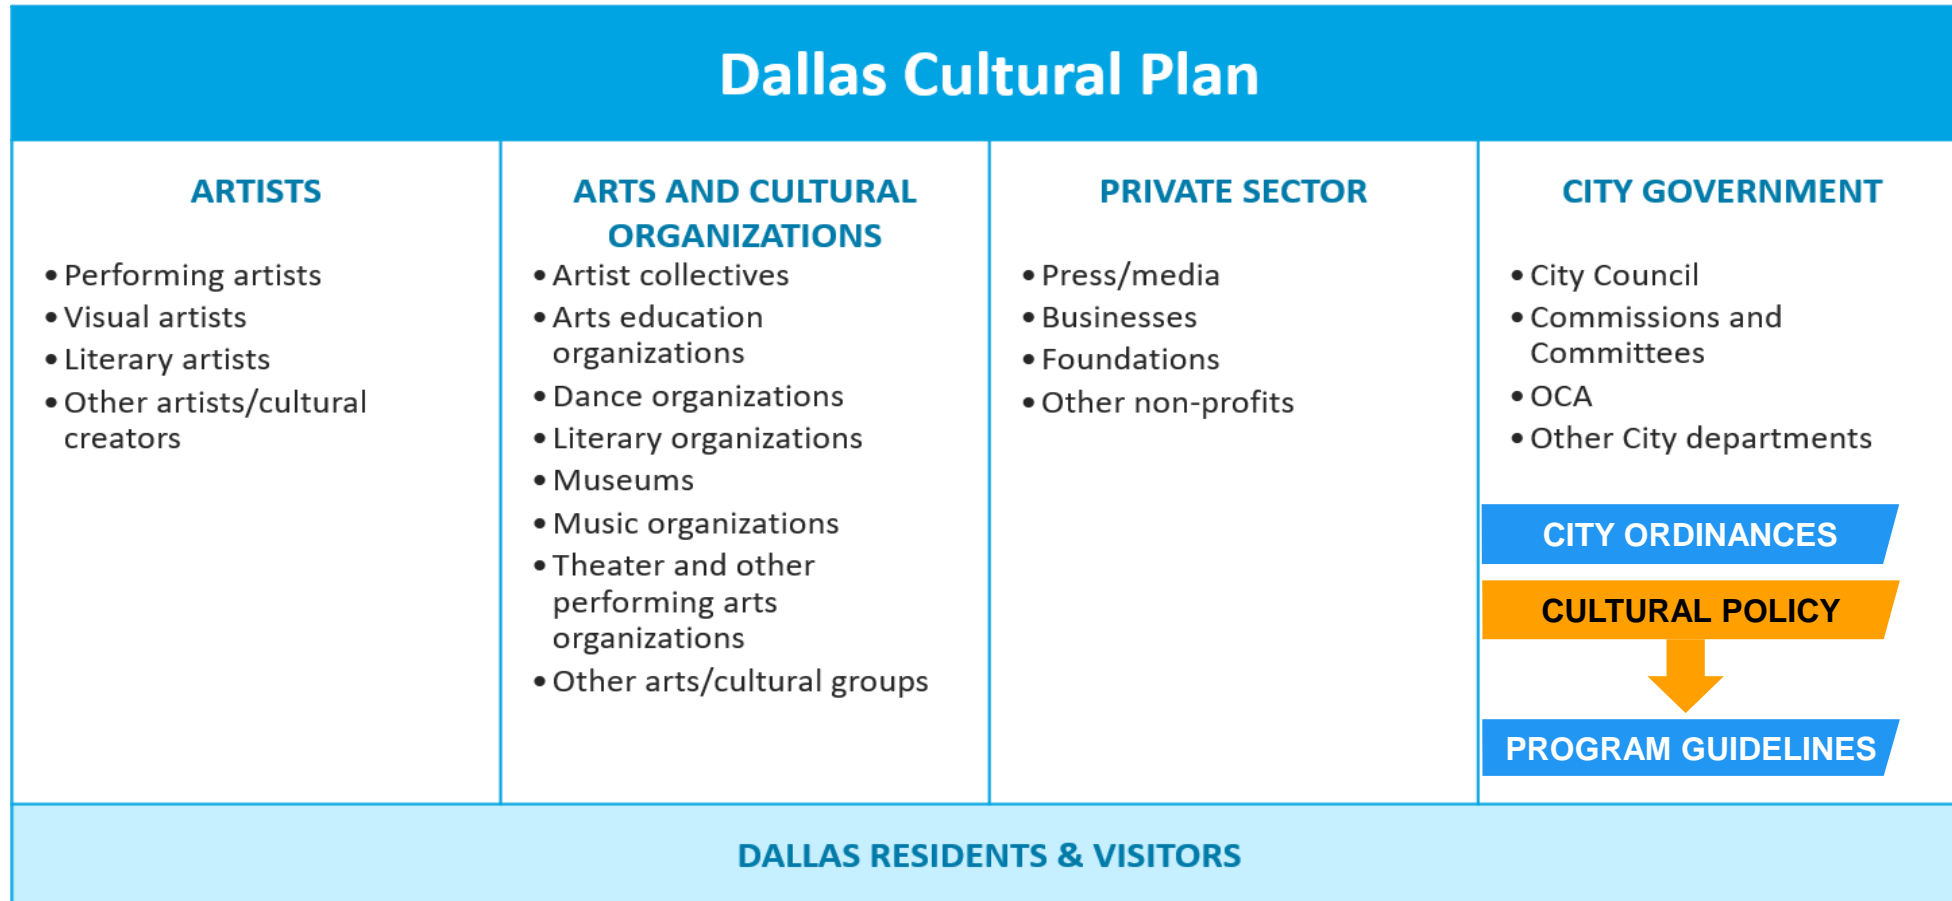 Dallas Cultural Plan
ARTISTS
• Performing artists
• Visual artists
• Literary artists
• Other artists/cultural
creators
ARTS AND CULTURAL
ORGANIZATIONS
• Artist collectives
• Arts education
organizations
• Dance organizations
• Literary organizations
• Museums
• Music organizations
• Theater and other
performing arts
organizations
• Other arts/cultural groups
PRIVATE SECTOR
• Press/media
• Businesses
• Foundations
• Other non-profits
CITY GOVERNMENT
• City Council
• Commissions and
Committees
• OCA
• Other City departments
CITY ORDINANCES
CULTURAL POLICY
PROGRAM GUIDELINES
DALLAS RESIDENTS & VISITORS